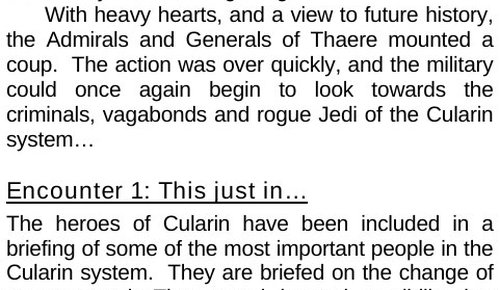 With heavy hearts, and a view to future history,
the Admirals and Generals of Thaere mounted a
coup. The action was over quickly, and the military
could once again begin to look towards the
criminals, vagabonds and rogue Jedi of the Cularin
system…
Encounter 1: This just in…
The heroes of Cularin have been included in a
briefing of some of the most important people in the
Cularin system. They are briefed on the change of